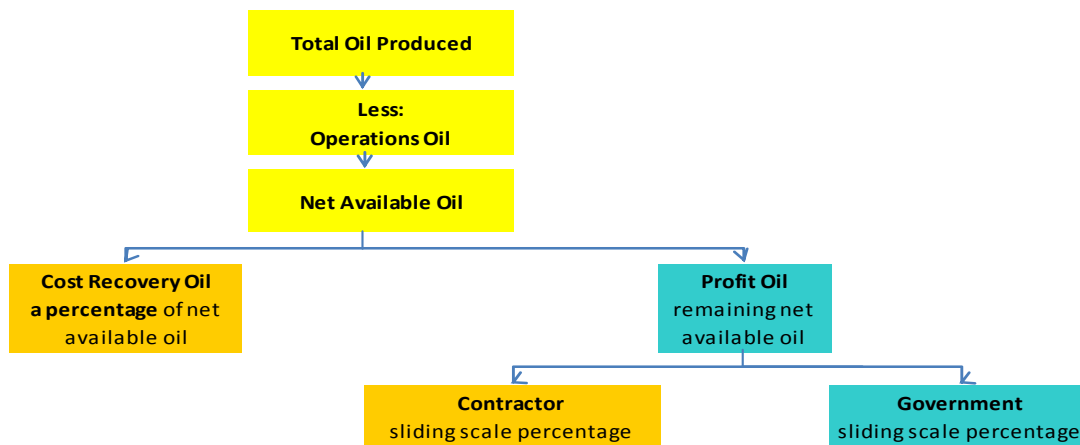 Total Oil Produced
Less:
Operations Oil
Net Available Oil
Cost Recovery Oil
a percentage of net
available oil
Profit Oil
remaining net
available oil
Contractor
sliding scale percentage
Government
sliding scale percentage